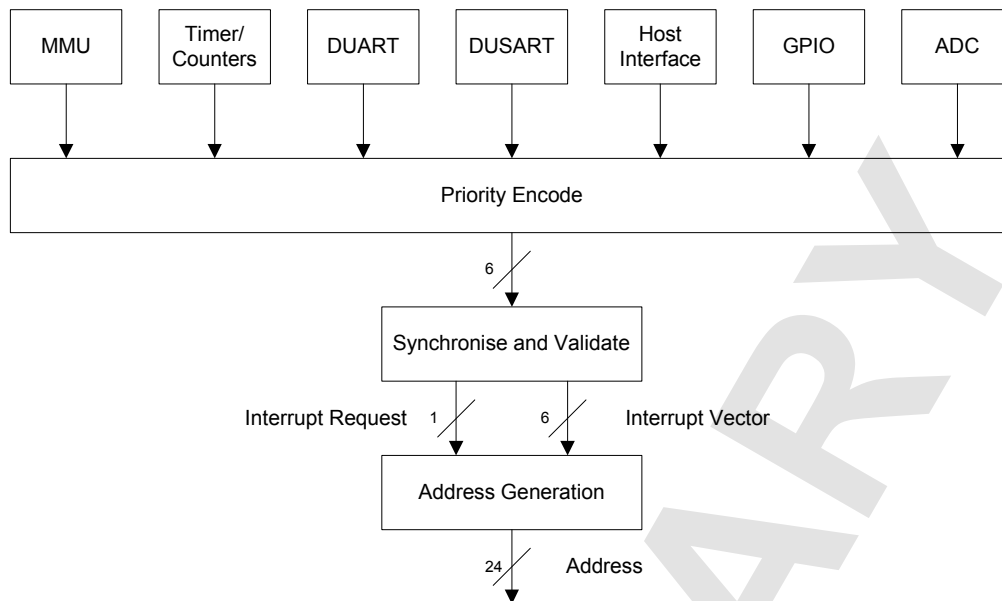 MMU
Timer/
Counters
DUART
DUSART
Host
Interface
GPIO
ADC
Priority Encode
6
Synchronise and Validate
Interrupt Request
1
6
Interrupt Vector
Address Generation
24
Address
ARY